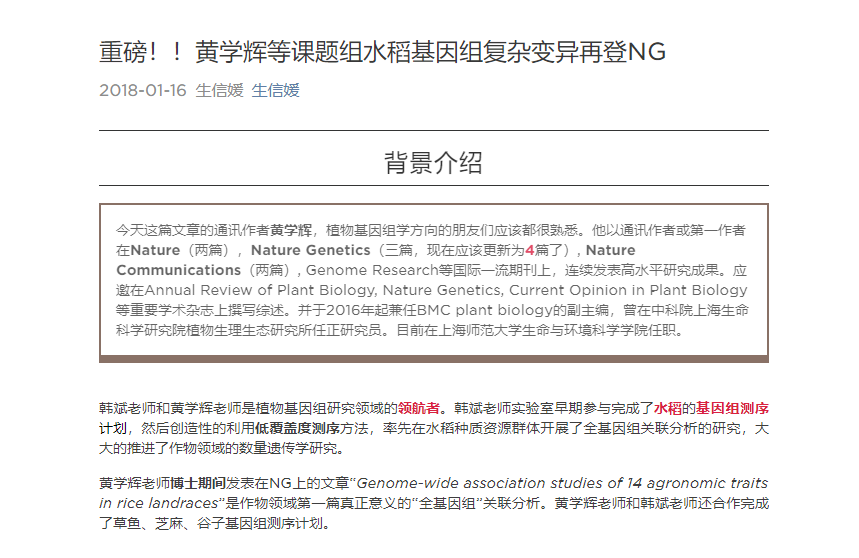 重磅！！黄学辉等课题组水稻基因组复杂变异再登NG
2018-01-16 生信媛 生信媛
背景介绍
今天这篇文章的通讯作者黄学辉，植物基因组学方向的朋友们应该都很熟悉。他以通讯作者或第一作者
在Nature（两篇），Nature Genetics（三篇，现在应该更新为4篇了）, Nature
Communications（两篇）, Genome Research等国际一流期刊上，连续发表高水平研究成果。应
邀在Annual Review of Plant Biology, Nature Genetics, Current Opinion in Plant Biology
等重要学术杂志上撰写综述。并于2016年起兼任BMC plant biology的副主编，曾在中科院上海生命
科学研究院植物生理生态研究所任正研究员。目前在上海师范大学生命与环境科学学院任职。
韩斌老师和黄学辉老师是植物基因组研究领域的领航者。韩斌老师实验室早期参与完成了水稻的基因组测序
计划，然后创造性的利用低覆盖度测序方法，率先在水稻种质资源群体开展了全基因组关联分析的研究，大
大的推进了作物领域的数量遗传学研究。
黄学辉老师博士期间发表在NG上的文章“Genome-wide association studies of 14 agronomic traits
in rice landraces”是作物领域第一篇真正意义的“全基因组”关联分析。黄学辉老师和韩斌老师还合作完成
了草鱼、芝麻、谷子基因组测序计划。